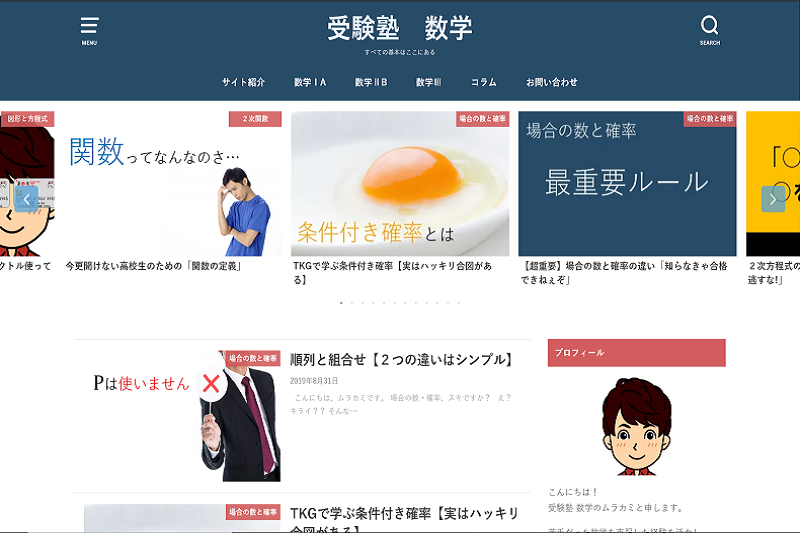 受験塾 数学
すべての基本はここにある
MENU
SEARCH
サイト紹介 数学ⅠA 数学ⅡB 数学Ⅲ コラム お問い合わせ
図形と方程式
クトル使って
2次関数
関数ってなんなのさ…
今更聞けない高校生のための「関数の定義」
場合の数と確率
条件付き確率とは
TKGで学ぶ条件付き確率【実はハッキリ合図があ
る】
場合の数と確率
場合の数と確率
最重要ルール
【超重要】場合の数と確率の違い「知らなきゃ合格
できねぇぞ」
「〇
〇を
2次方程式の
逃すな!」
場合の数と確率
Pは使いません
順列と組合せ【2つの違いはシンプル】
2019年8月31日
こんにちは、ムラカミです。 場合の数・確率、スキですか? え?
キライ?? そんな…
場合の数と確率
TKGで学ぶ条件付き確率【実はハッキリ
合図がある】
プロフィール
こんにちは!
受験塾 数学のムラカミと申します。